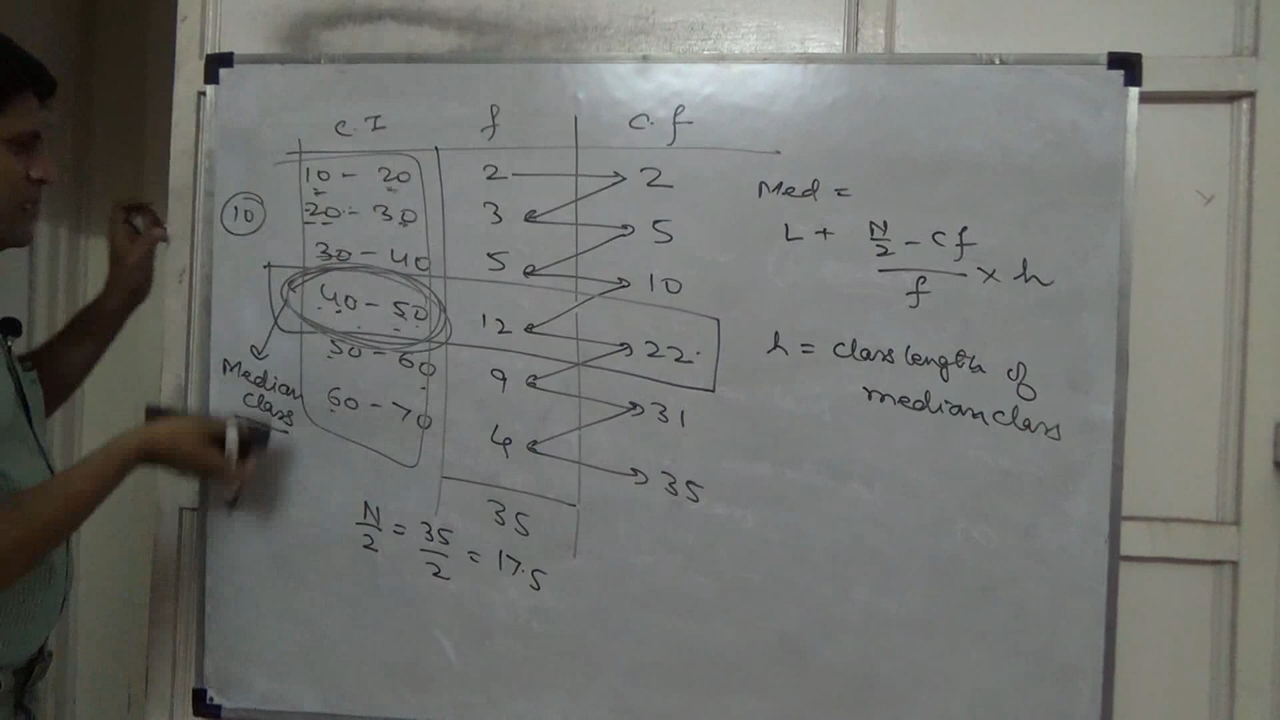 C.I f c.f
10 - 20 2 2
10 20 - 30 3 5
30 - 40 5 10
40 - 50 12 22
50 - 60 9 31
60 - 70 4 35
35
Median
class
N/2 = 35/2 = 17.5
Med =
L + (N/2 - cf)/f × h
h = class length of
median class